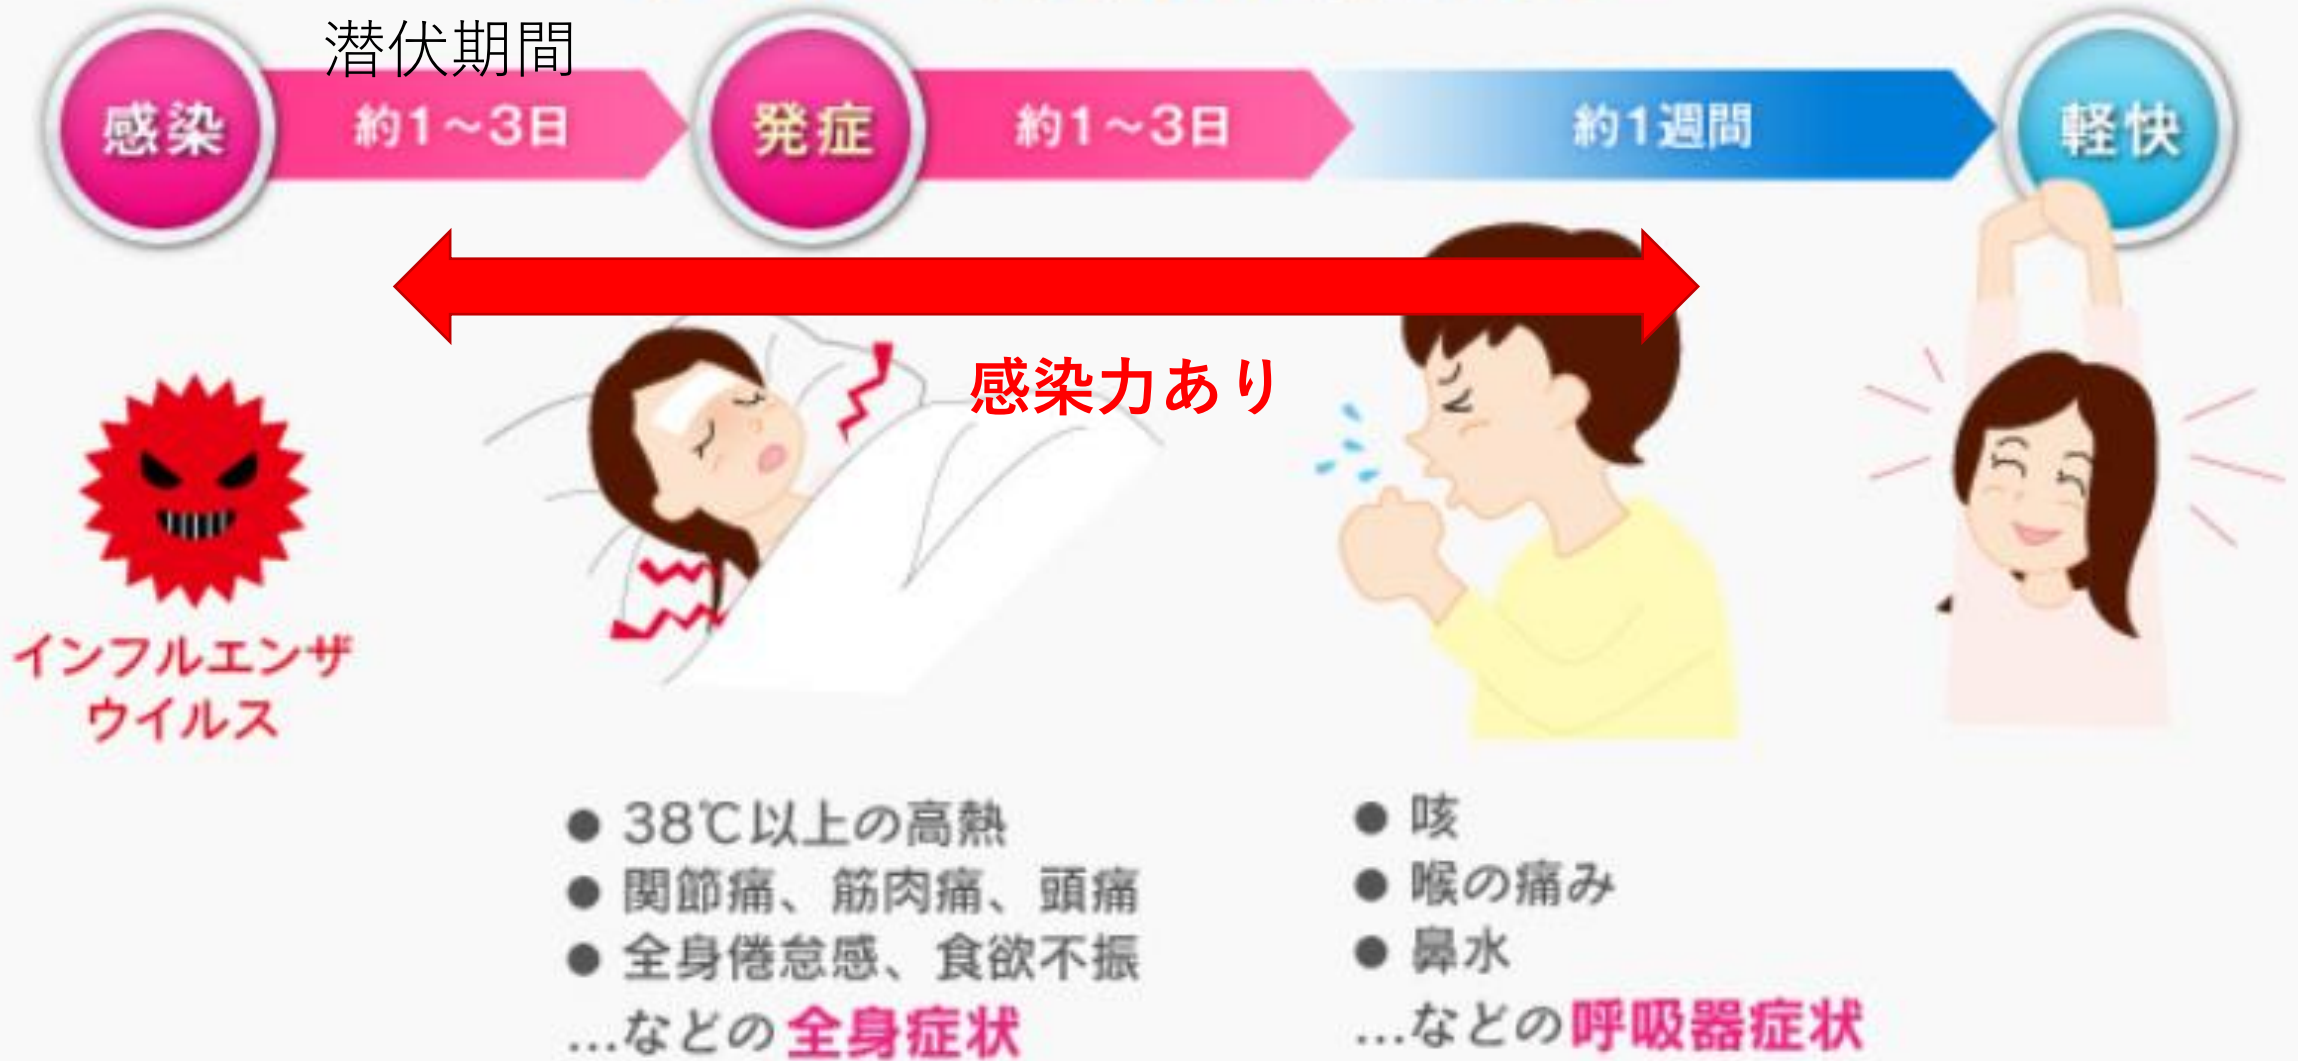 潜伏期間
感染
約1～3日
発症
約1～3日
約1週間
軽快
感染力あり
インフルエンザ
ウイルス
● 38℃以上の高熱
● 関節痛、筋肉痛、頭痛
● 全身倦怠感、食欲不振
…などの全身症状
● 咳
● 喉の痛み
● 鼻水
…などの呼吸器症状